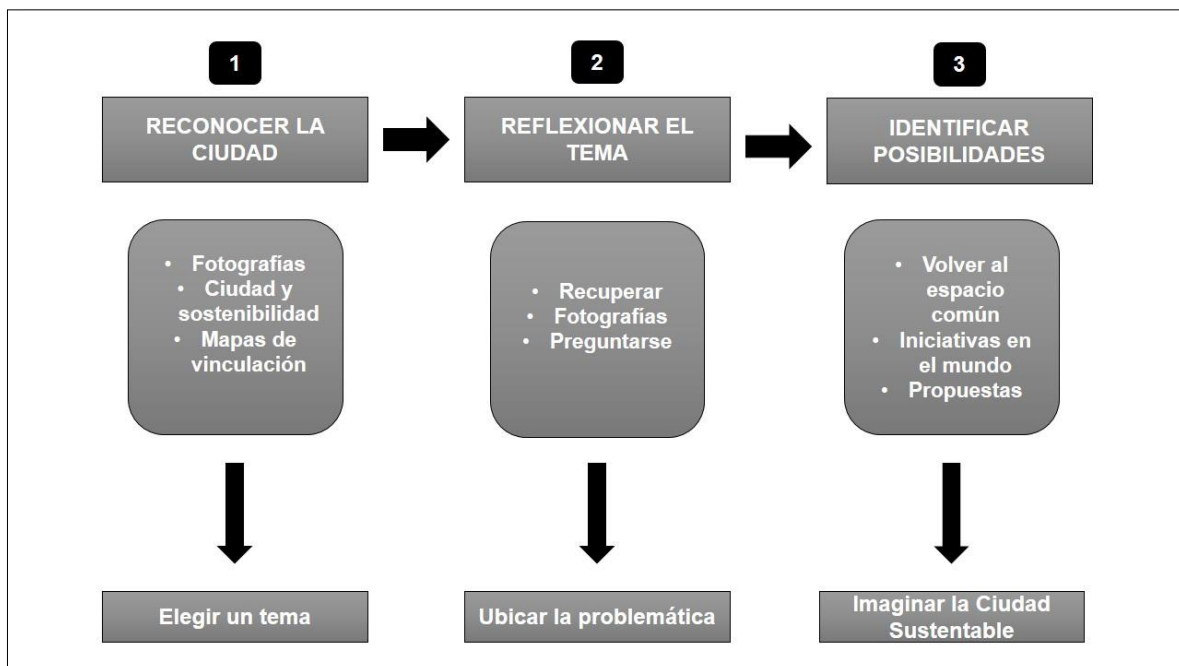 1
RECONOCER LA
CIUDAD
• Fotografías
• Ciudad y
sostenibilidad
• Mapas de
vinculación
Elegir un tema
2
REFLEXIONAR EL
TEMA
• Recuperar
• Fotografías
• Preguntarse
Ubicar la problemática
3
IDENTIFICAR
POSIBILIDADES
• Volver al
espacio
común
• Iniciativas en
el mundo
• Propuestas
Imaginar la Ciudad
Sustentable